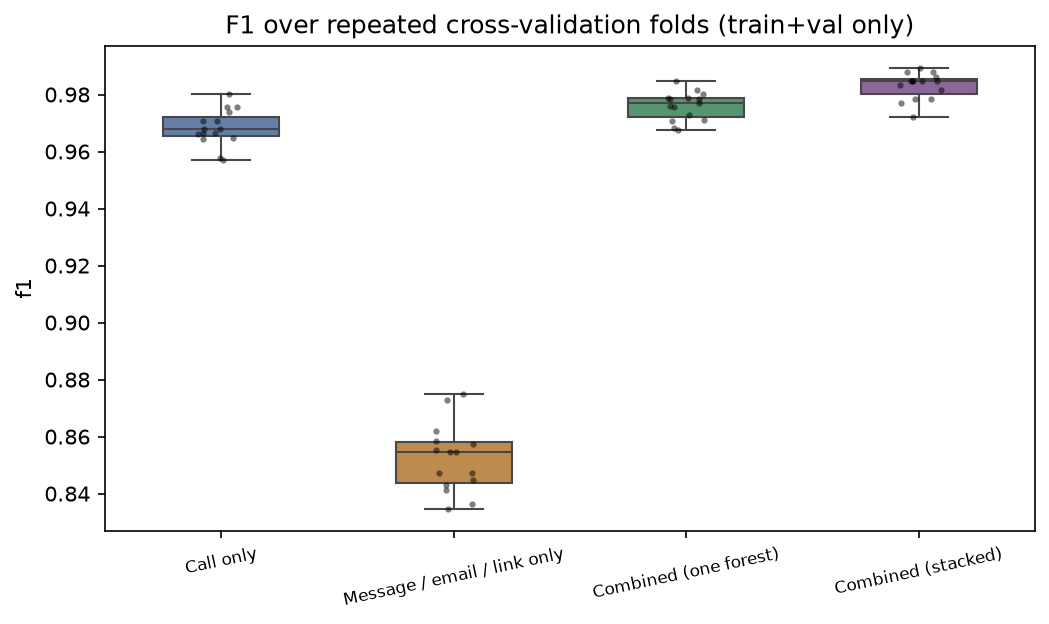 F1 over repeated cross-validation folds (train+val only)
f1
0.98
0.96
0.94
0.92
0.90
0.88
0.86
0.84
Call only
Message / email / link only
Combined (one forest)
Combined (stacked)